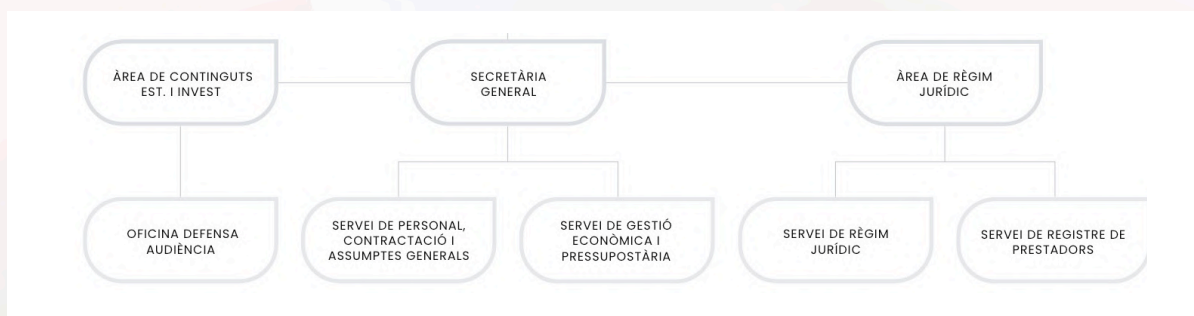 ÀREA DE CONTINGUTS
EST. I INVEST
SECRETÀRIA
GENERAL
ÀREA DE RÈGIM
JURÍDIC
OFICINA DEFENSA
AUDIÈNCIA
SERVEI DE PERSONAL,
CONTRACTACIÓ I
ASSUMPTES GENERALS
SERVEI DE GESTIÓ
ECONÒMICA I
PRESSUPOSTÀRIA
SERVEI DE RÈGIM
JURÍDIC
SERVEI DE REGISTRE DE
PRESTADORS